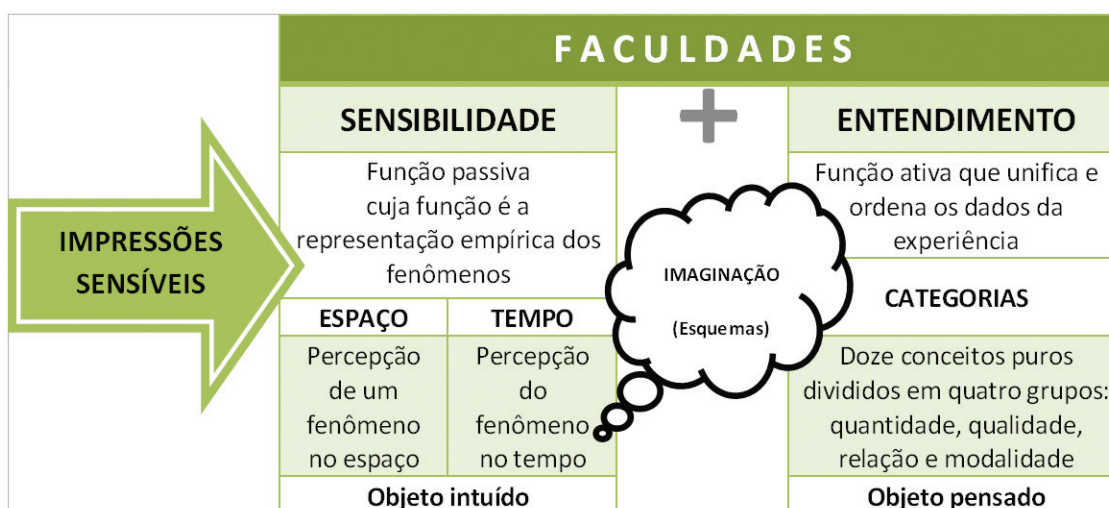 FACULDADES
IMPRESSÕES
SENSÍVEIS
SENSIBILIDADE
Função passiva
cuja função é a
representação empírica dos
fenômenos
ESPAÇO
TEMPO
Percepção
de um
fenômeno
no espaço
Percepção
do
fenômeno
no tempo
Objeto intuído
+
IMAGINAÇÃO
(Esquemas)
ENTENDIMENTO
Função ativa que unifica e
ordena os dados da
experiência
CATEGORIAS
Doze conceitos puros
divididos em quatro grupos:
quantidade, qualidade,
relação e modalidade
Objeto pensado